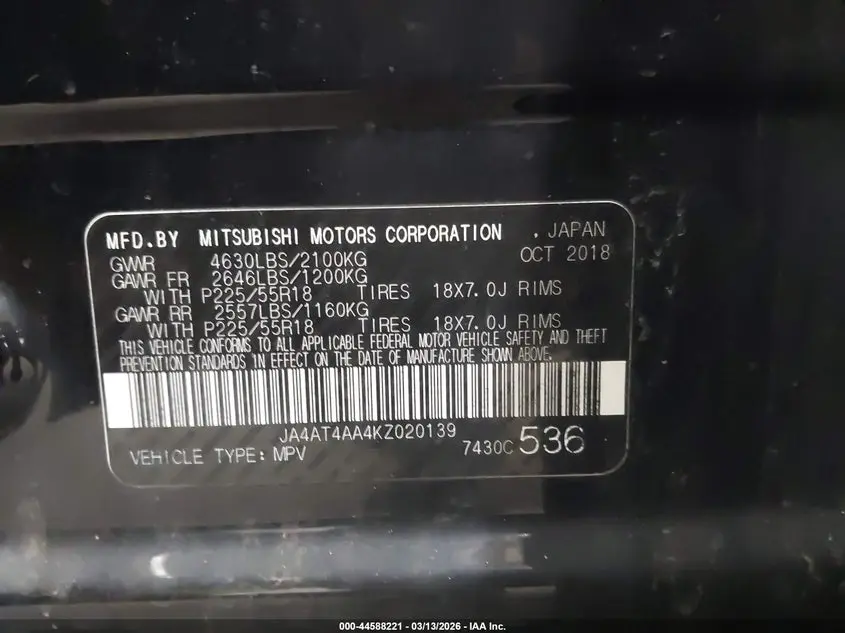 MFD.BY MITSUBISHI MOTORS CORPORATION . JAPAN
GVWR 4630LBS/2100KG OCT 2018
GAWR FR 2646LBS/1200KG
WITH P225/55R18 TIRES 18X7.0J RIMS
GAWR RR 2557LBS/1160KG
WITH P225/55R18 TIRES 18X7.0J RIMS
THIS VEHICLE CONFORMS TO ALL APPLICABLE FEDERAL MOTOR VEHICLE SAFETY AND THEFT
PREVENTION STANDARDS IN EFFECT ON THE DATE OF MANUFACTURE SHOWN ABOVE.
JA4AT4AA4KZ020139
VEHICLE TYPE: MPV 7430C 536
000-44588221 | 03/13/2026 - IAA Inc.